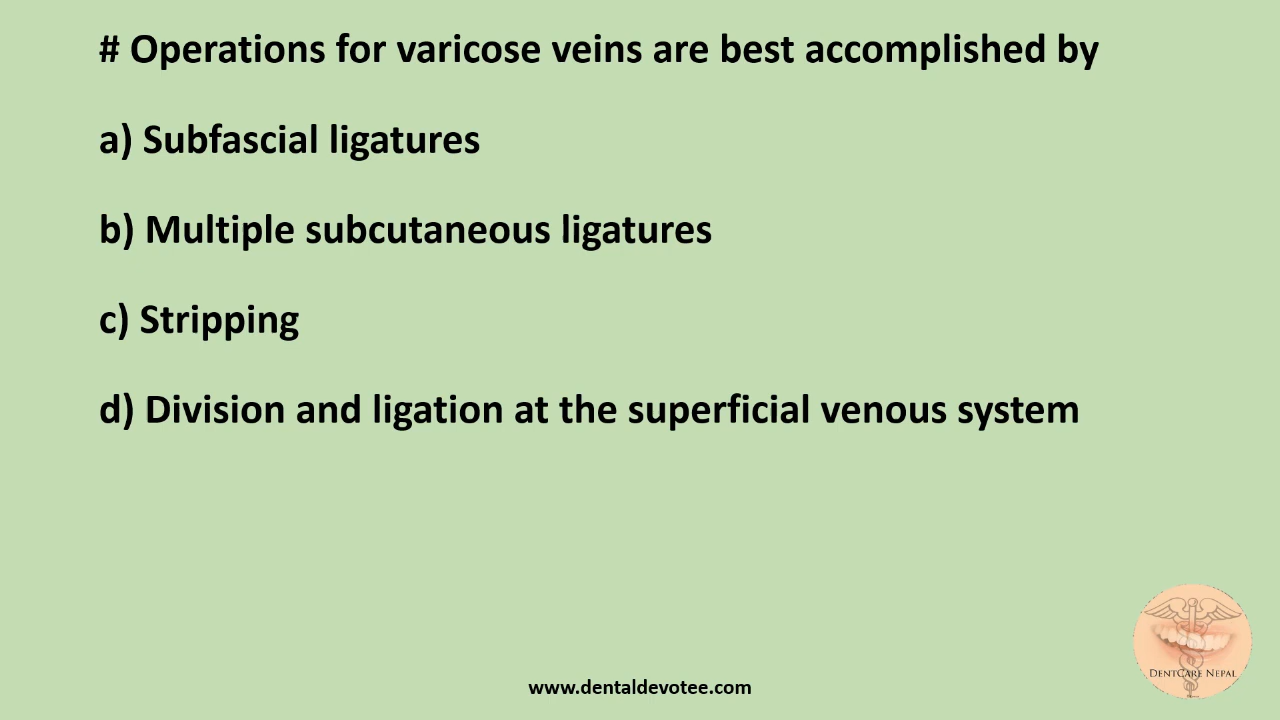 # Operations for varicose veins are best accomplished by
a) Subfascial ligatures
b) Multiple subcutaneous ligatures
c) Stripping
d) Division and ligation at the superficial venous system
DENTCARE NEPAL
www.dentaldevotee.com